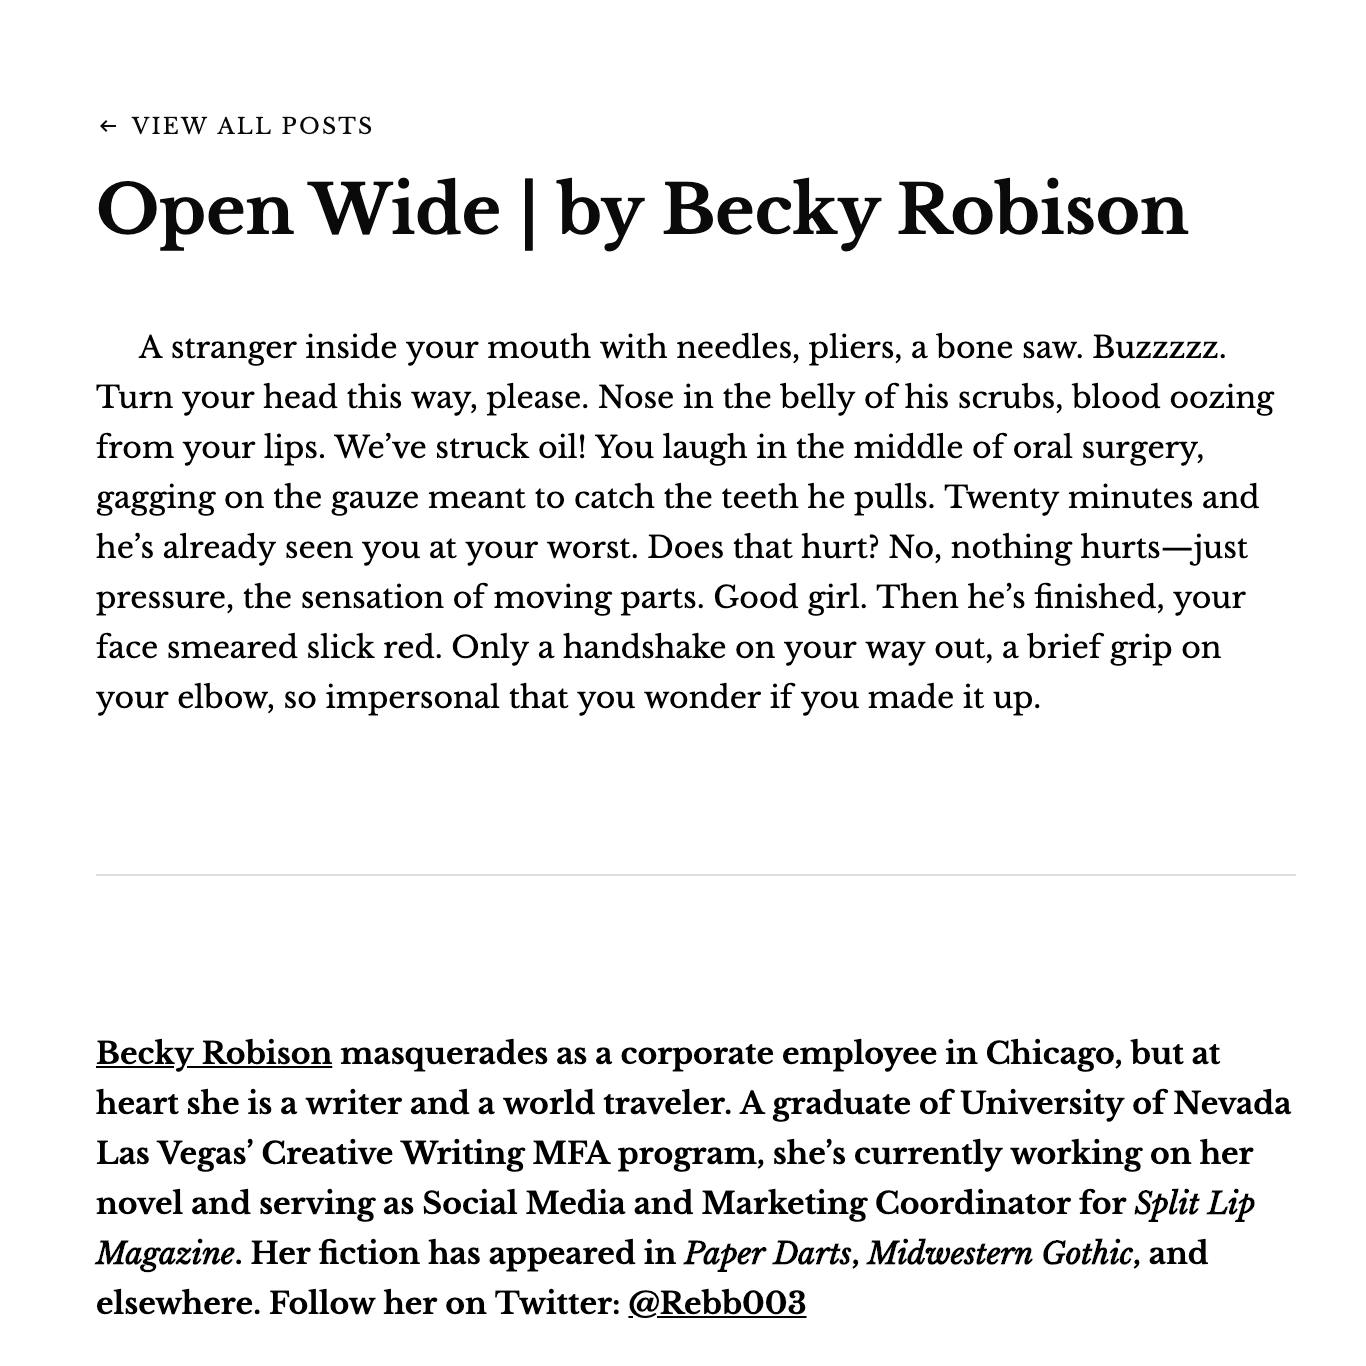 ← VIEW ALL POSTS
Open Wide | by Becky Robison
A stranger inside your mouth with needles, pliers, a bone saw. Buzzzzz.
Turn your head this way, please. Nose in the belly of his scrubs, blood oozing
from your lips. We’ve struck oil! You laugh in the middle of oral surgery,
gagging on the gauze meant to catch the teeth he pulls. Twenty minutes and
he’s already seen you at your worst. Does that hurt? No, nothing hurts—just
pressure, the sensation of moving parts. Good girl. Then he’s finished, your
face smeared slick red. Only a handshake on your way out, a brief grip on
your elbow, so impersonal that you wonder if you made it up.
Becky Robison masquerades as a corporate employee in Chicago, but at
heart she is a writer and a world traveler. A graduate of University of Nevada
Las Vegas’ Creative Writing MFA program, she’s currently working on her
novel and serving as Social Media and Marketing Coordinator for Split Lip
Magazine. Her fiction has appeared in Paper Darts, Midwestern Gothic, and
elsewhere. Follow her on Twitter: @Rebb003